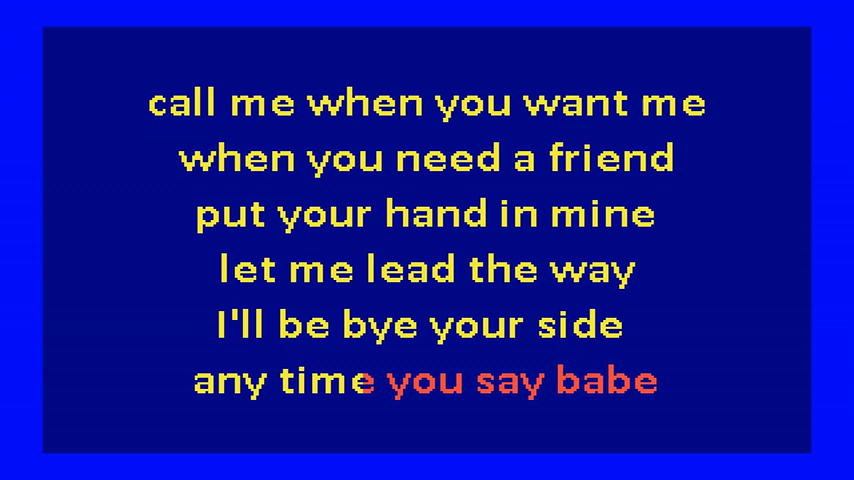 call me when you want me
when you need a friend
put your hand in mine
let me lead the way
I'll be bye your side
any time you say babe